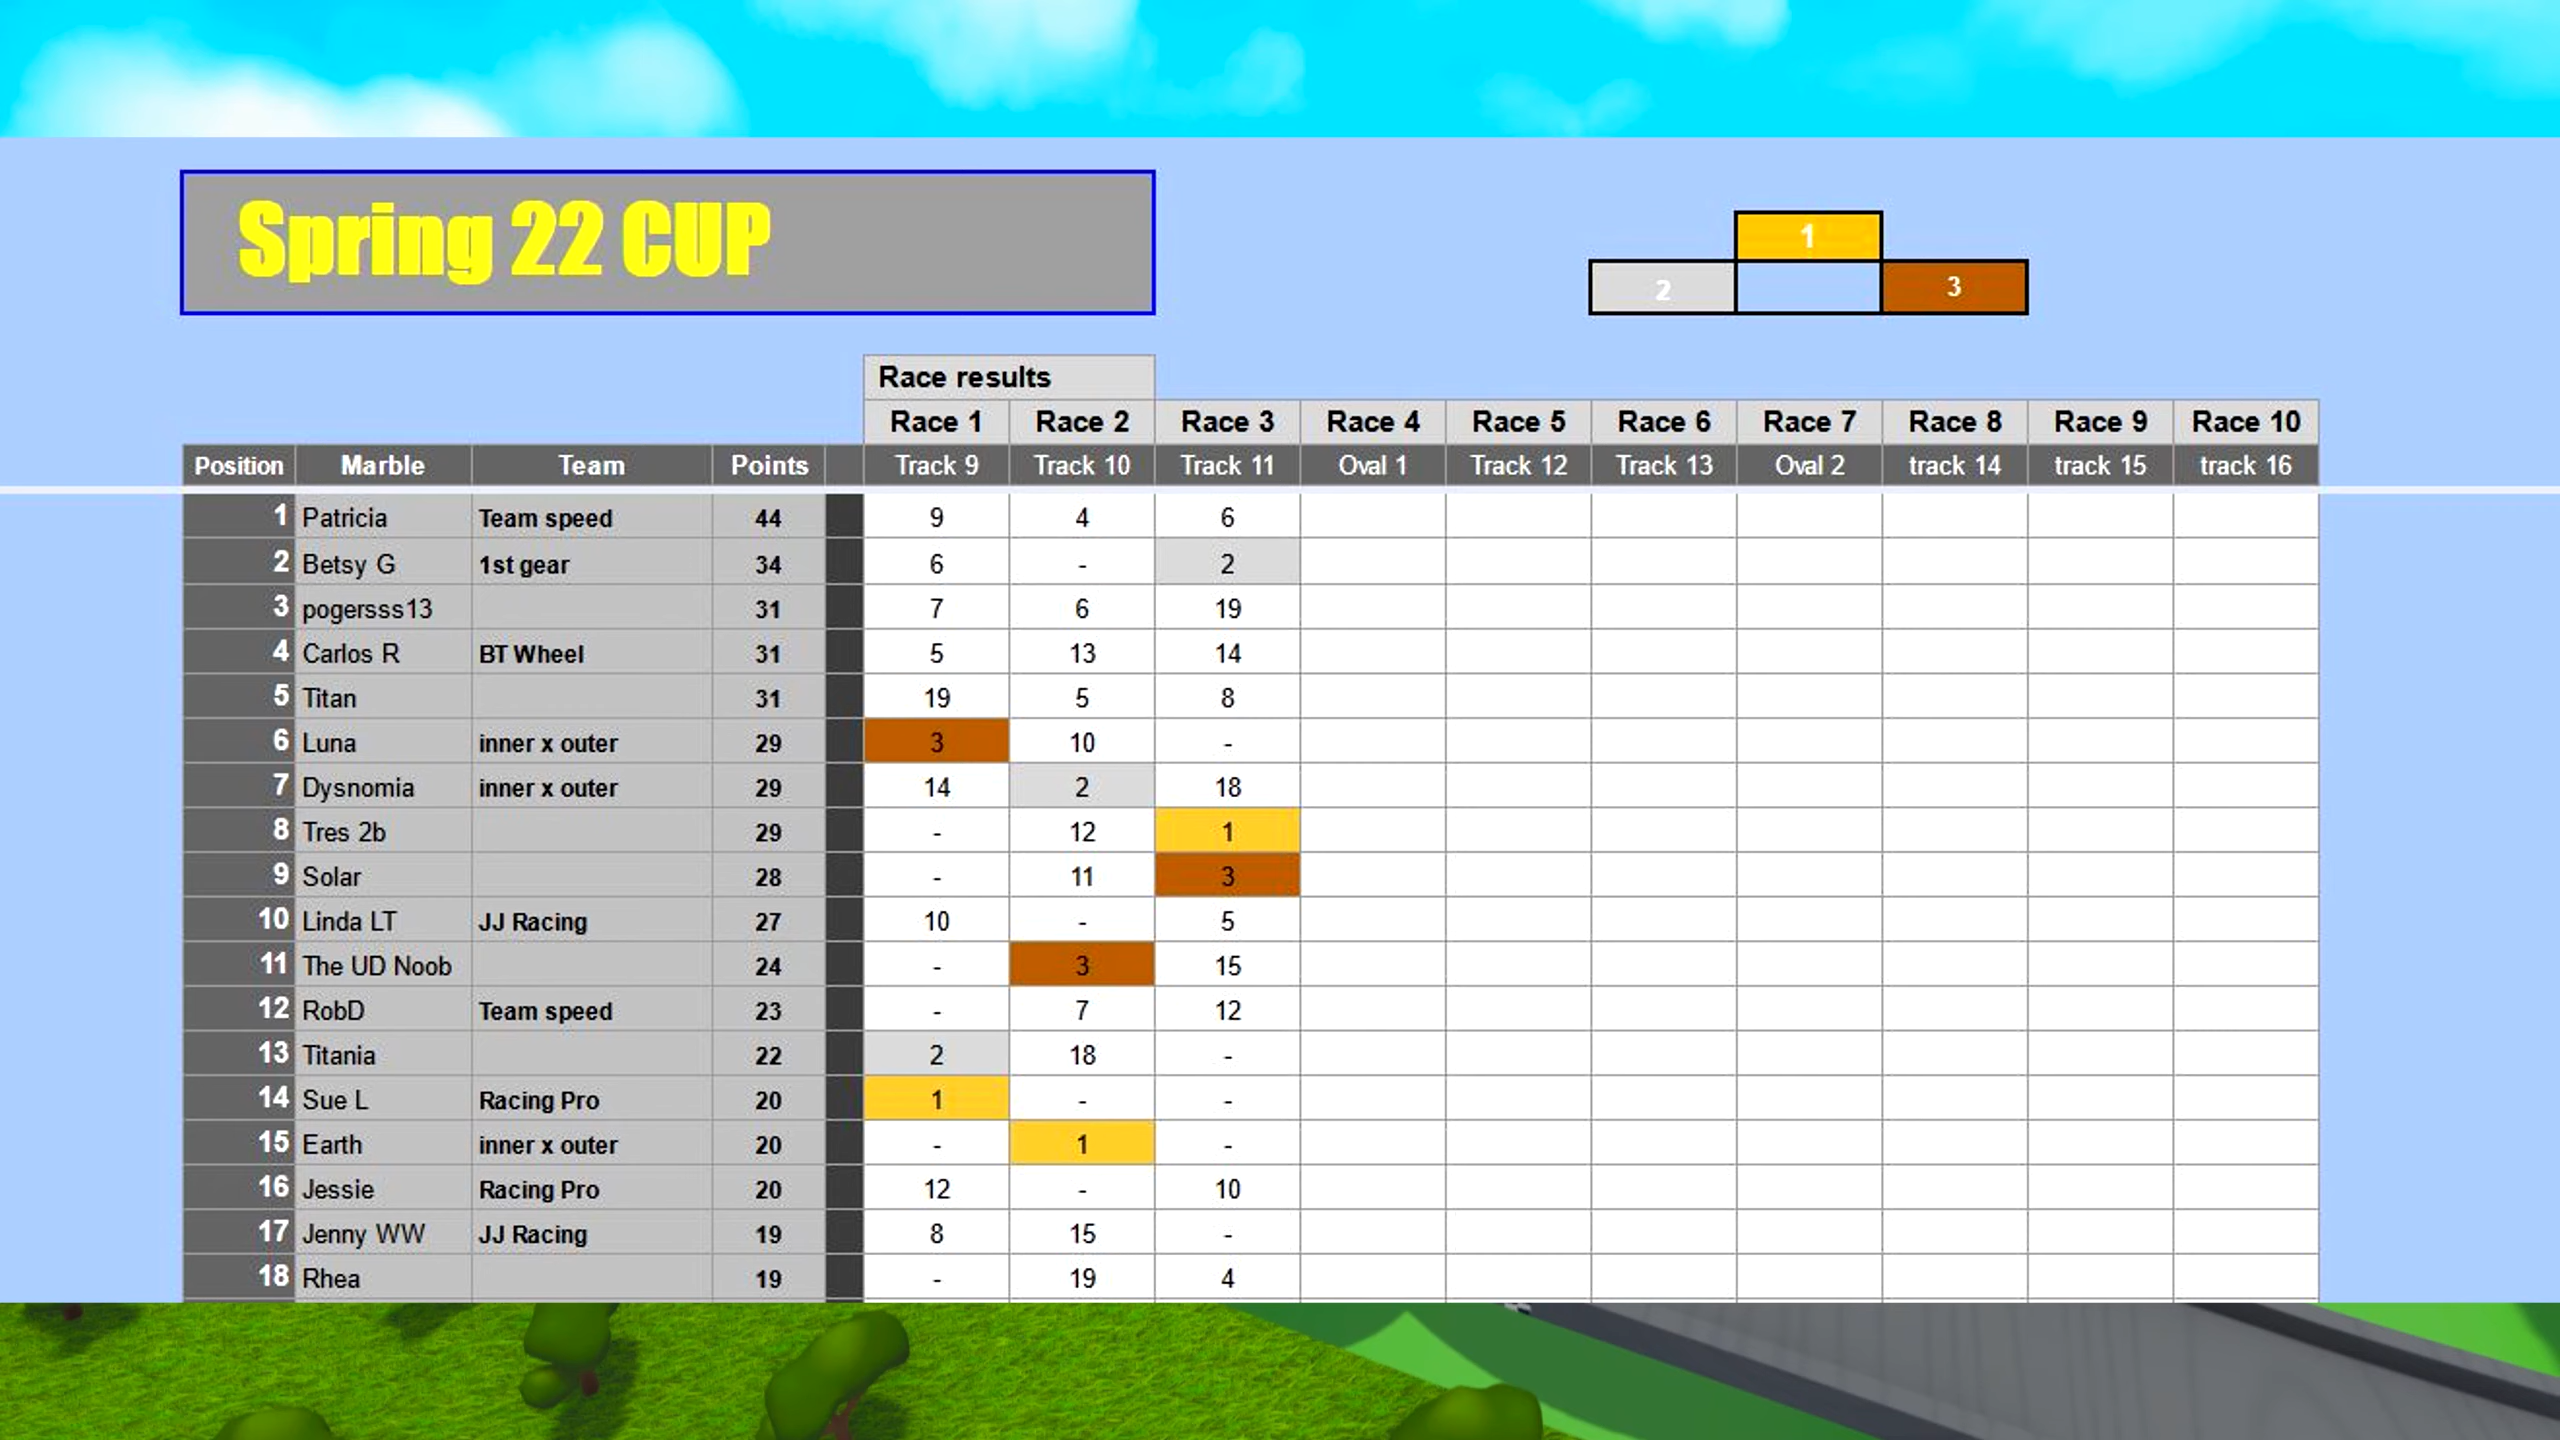 Spring 22 CUP
1
2 3
Race results
Race 1 Race 2 Race 3 Race 4 Race 5 Race 6 Race 7 Race 8 Race 9 Race 10
Position Marble Team Points Track 9 Track 10 Track 11 Oval 1 Track 12 Track 13 Oval 2 track 14 track 15 track 16
1 Patricia Team speed 44 9 4 6
2 Betsy G 1st gear 34 6 - 2
3 pogersss13 31 7 6 19
4 Carlos R BT Wheel 31 5 13 14
5 Titan 31 19 5 8
6 Luna inner x outer 29 3 10 -
7 Dysnomia inner x outer 29 14 2 18
8 Tres 2b 29 - 12 1
9 Solar 28 - 11 3
10 Linda LT JJ Racing 27 10 - 5
11 The UD Noob 24 - 3 15
12 RobD Team speed 23 - 7 12
13 Titania 22 2 18 -
14 Sue L Racing Pro 20 1 - -
15 Earth inner x outer 20 - 1 -
16 Jessie Racing Pro 20 12 - 10
17 Jenny WW JJ Racing 19 8 15 -
18 Rhea 19 - 19 4